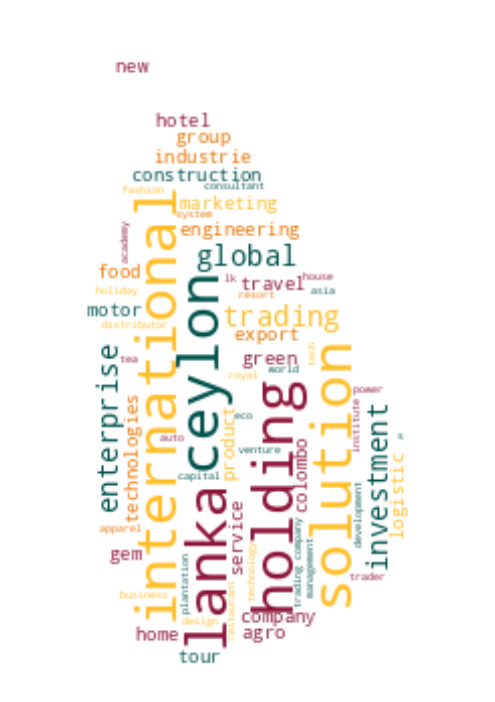 new
hotel
group
industrie
construction
fashion
consultant
marketing
system
engineering
academy
international
global
food
lk
travel
house
holiday
resort
asia
motor
ceylon
trading
distributor
export
enterprise
tea
green
world
tech
royal
solution
power
technologies
holding
product
eco
institute
investment
auto
venture
colombo
capital
logistic
lanka
service
development
apparel
trading company
management
gem
technology
plantation
trader
business
restaurant
design
company
home
agro
tour